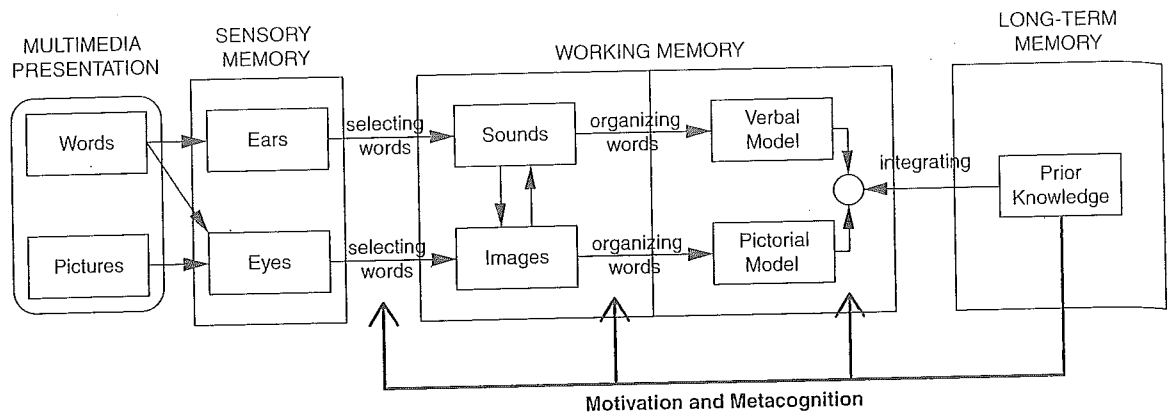 MULTIMEDIA
PRESENTATION
SENSORY
MEMORY
WORKING MEMORY
LONG-TERM
MEMORY
Words
Pictures
Ears
Eyes
selecting
words
selecting
words
Sounds
Images
organizing
words
organizing
words
Verbal
Model
Pictorial
Model
integrating
Prior
Knowledge
Motivation and Metacognition